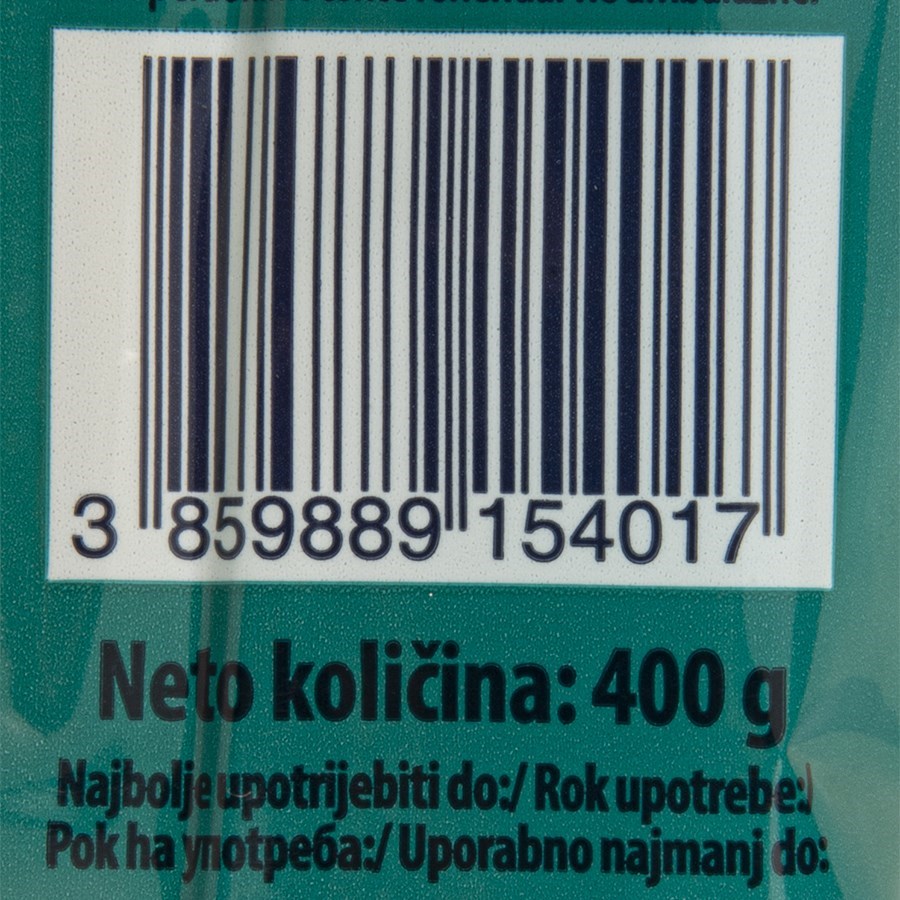 3 859889 154017
Neto količina: 400 g
Najbolje upotrijebiti do:/ Rok upotrebe:/
Рок на употреба:/ Uporabno najmanj do: